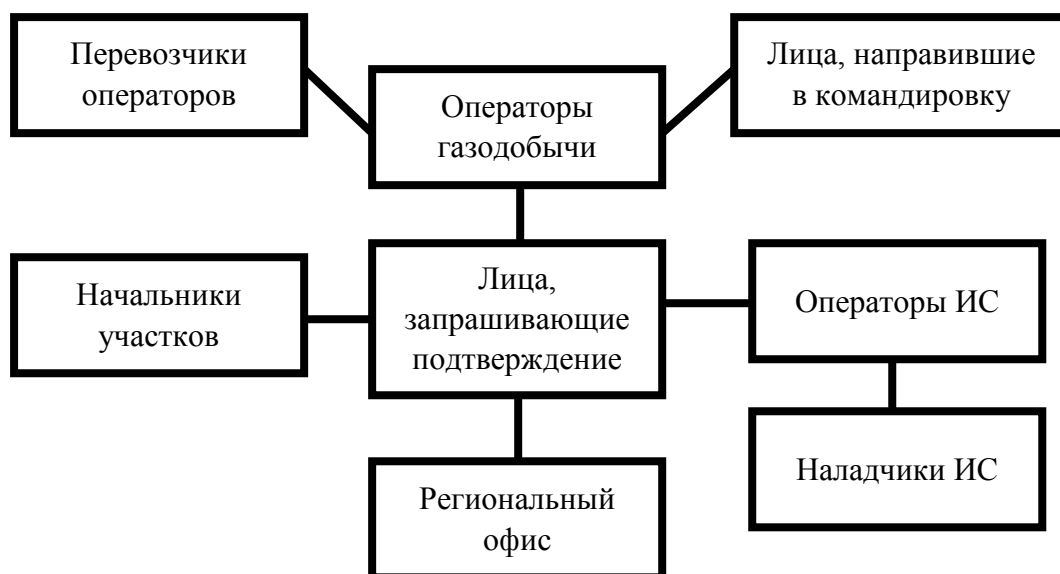 Перевозчики
операторов
Операторы
газодобычи
Лица, направившие
в командировку
Начальники
участков
Лица,
запрашивающие
подтверждение
Операторы ИС
Наладчики ИС
Региональный
офис